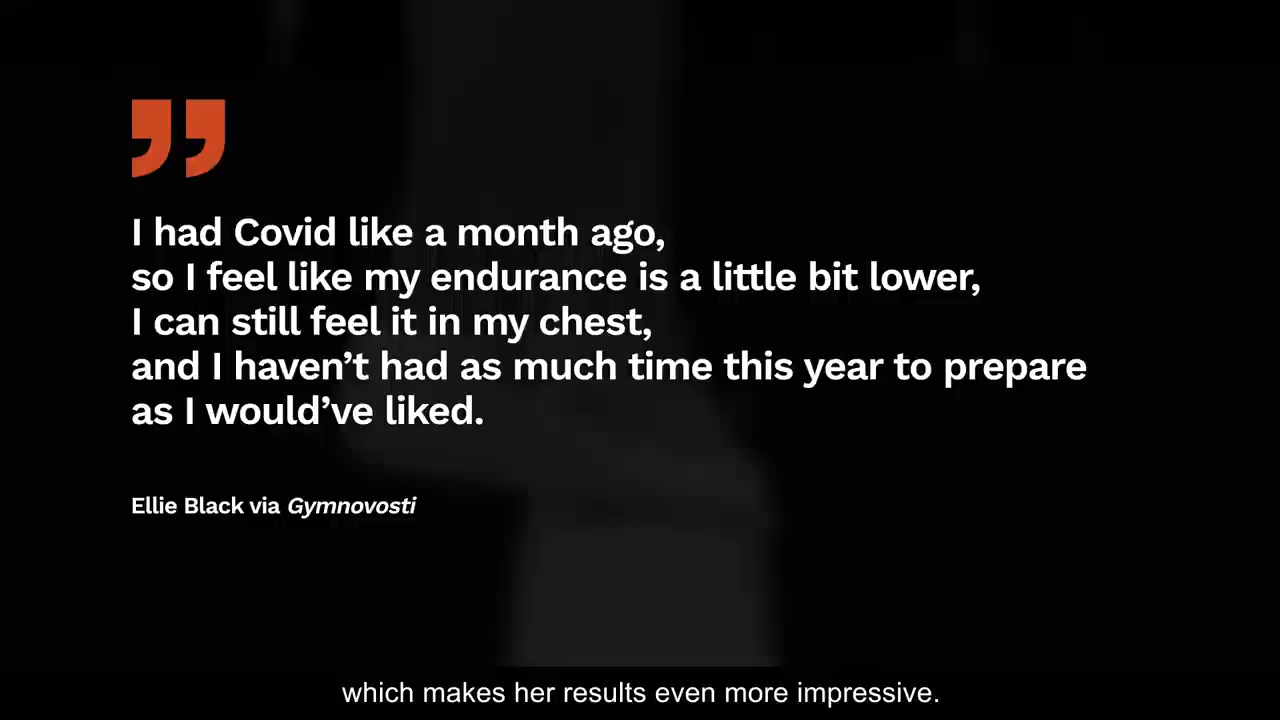 ”
I had Covid like a month ago,
so I feel like my endurance is a little bit lower,
I can still feel it in my chest,
and I haven’t had as much time this year to prepare
as I would’ve liked.
Ellie Black via Gymnovosti
which makes her results even more impressive.